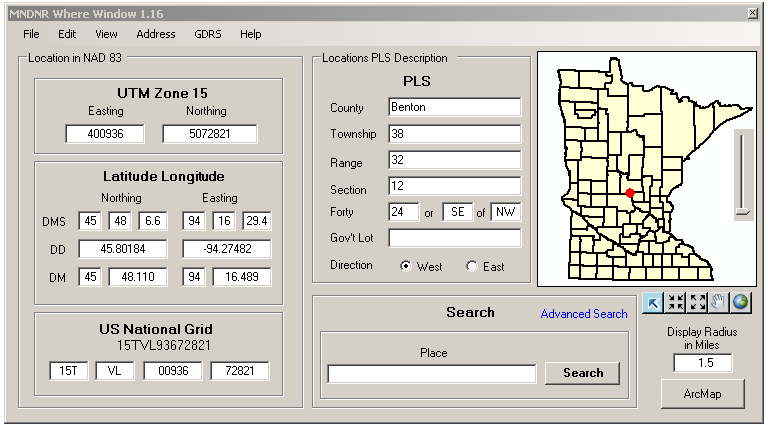 MNDNR Where Window 1.16
File Edit View Address GDRS Help
Location in NAD 83
UTM Zone 15
Easting Northing
400936 5072821
Latitude Longitude
Northing Easting
DMS 45 48 6.6 94 16 29.4
DD 45.80184 -94.27482
DM 45 48.110 94 16.489
US National Grid
15TVL93672821
15T VL 00936 72821
Locations PLS Description
PLS
County Benton
Township 38
Range 32
Section 12
Forty 24 or SE of NW
Gov't Lot
Direction West East
Search Advanced Search
Place
Search
Display Radius
in Miles
1.5
ArcMap